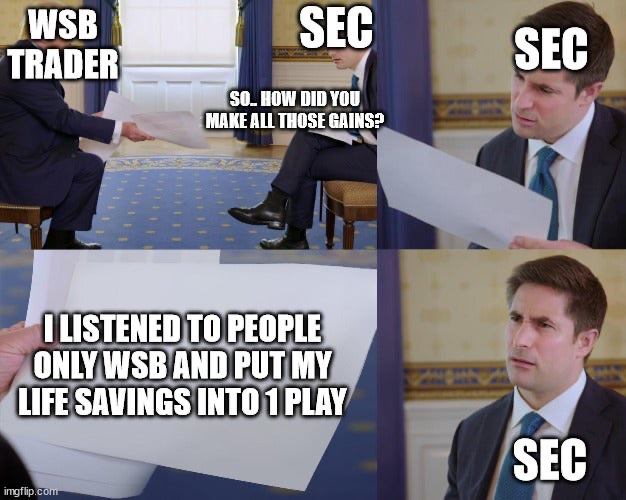 WSB
TRADER
SEC
SO.. HOW DID YOU
MAKE ALL THOSE GAINS?
SEC
I LISTENED TO PEOPLE
ONLY WSB AND PUT MY
LIFE SAVINGS INTO 1 PLAY
SEC
imgflip.com